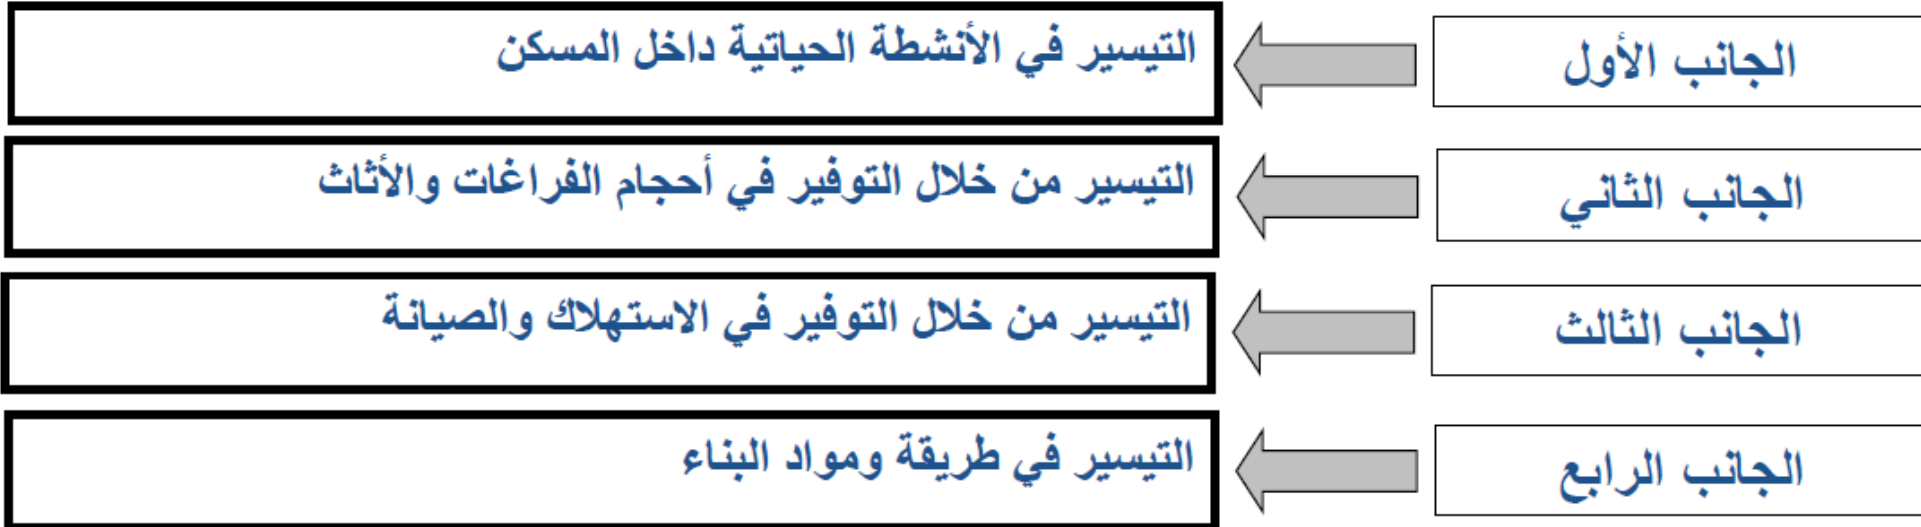 الجانب الأول
التيسير في الأنشطة الحياتية داخل المسكن
الجانب الثاني
التيسير من خلال التوفير في أحجام الفراغات والأثاث
الجانب الثالث
التيسير من خلال التوفير في الاستهلاك والصيانة
الجانب الرابع
التيسير في طريقة ومواد البناء